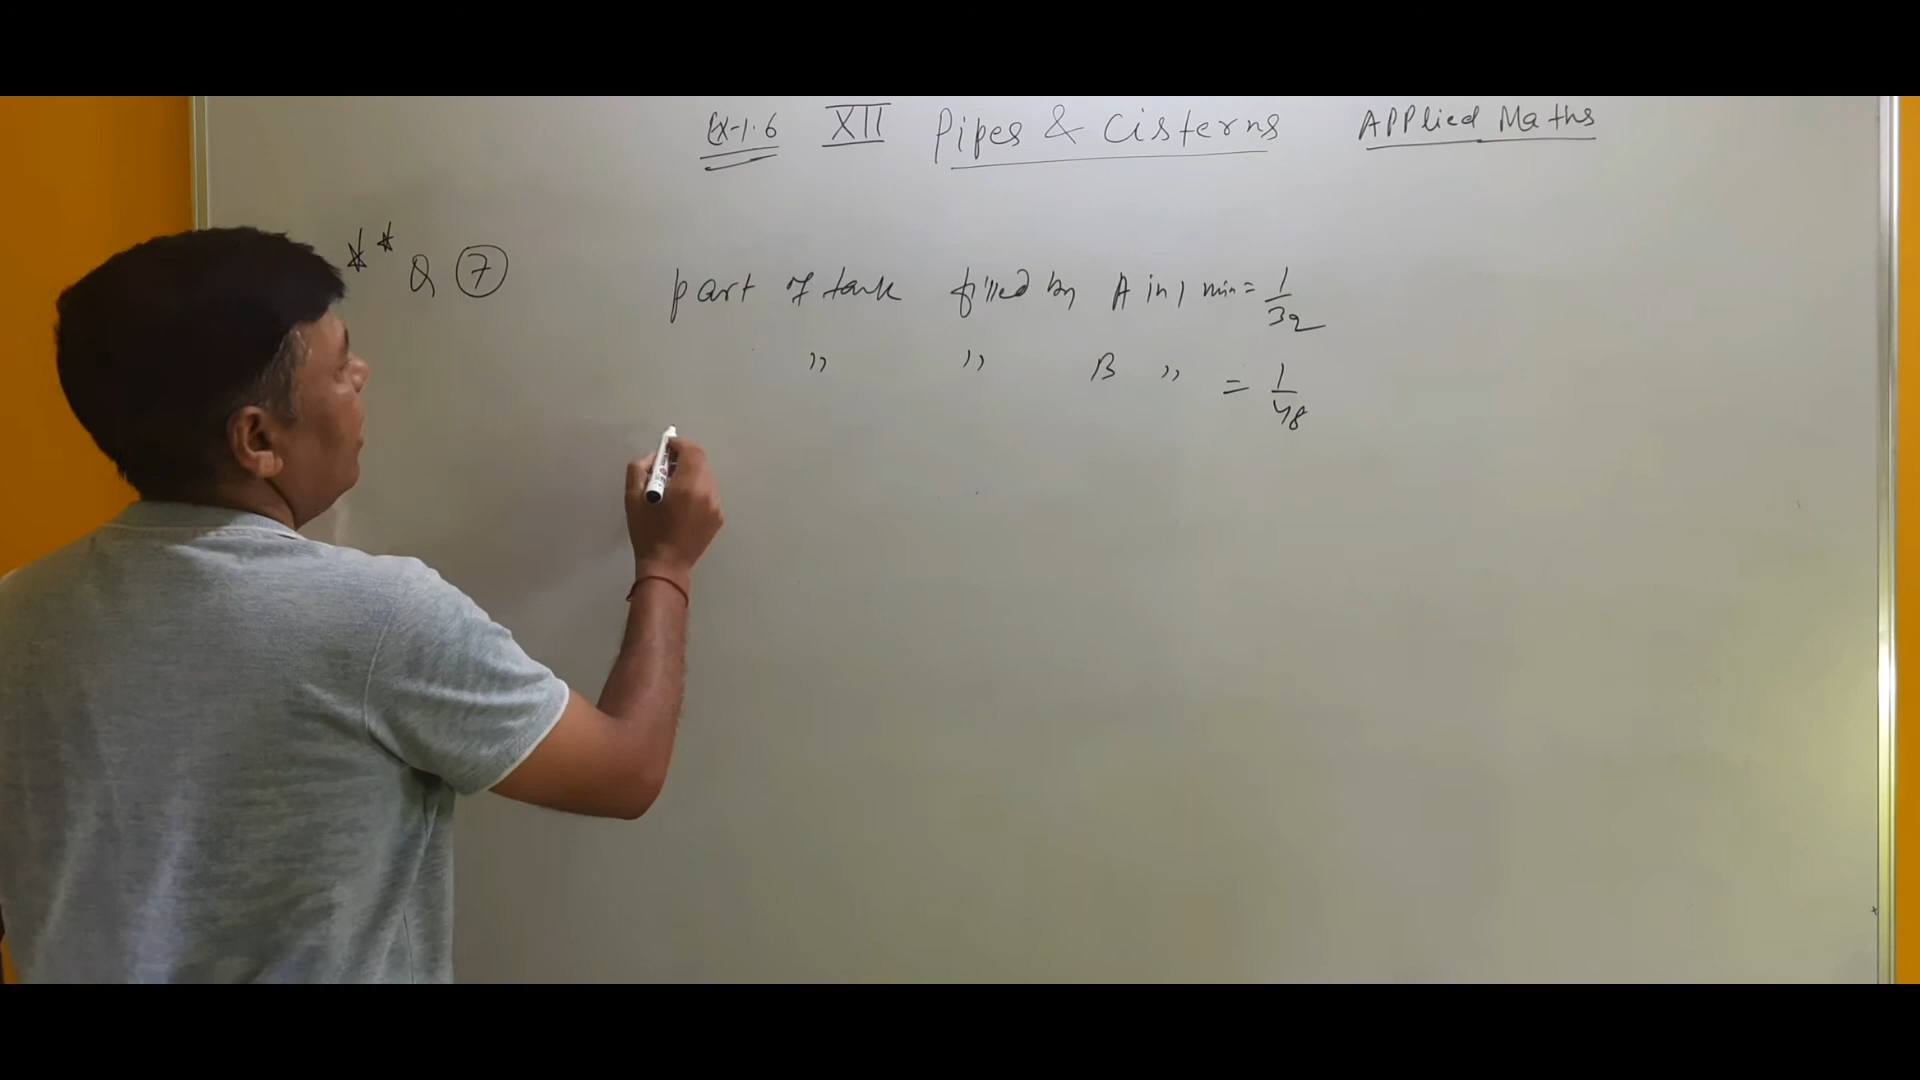 Ex-1.6 XII Pipes & Cisterns Applied Maths
** Q 7
part of tank filled by A in 1 min = 1/32
" " B " = 1/48